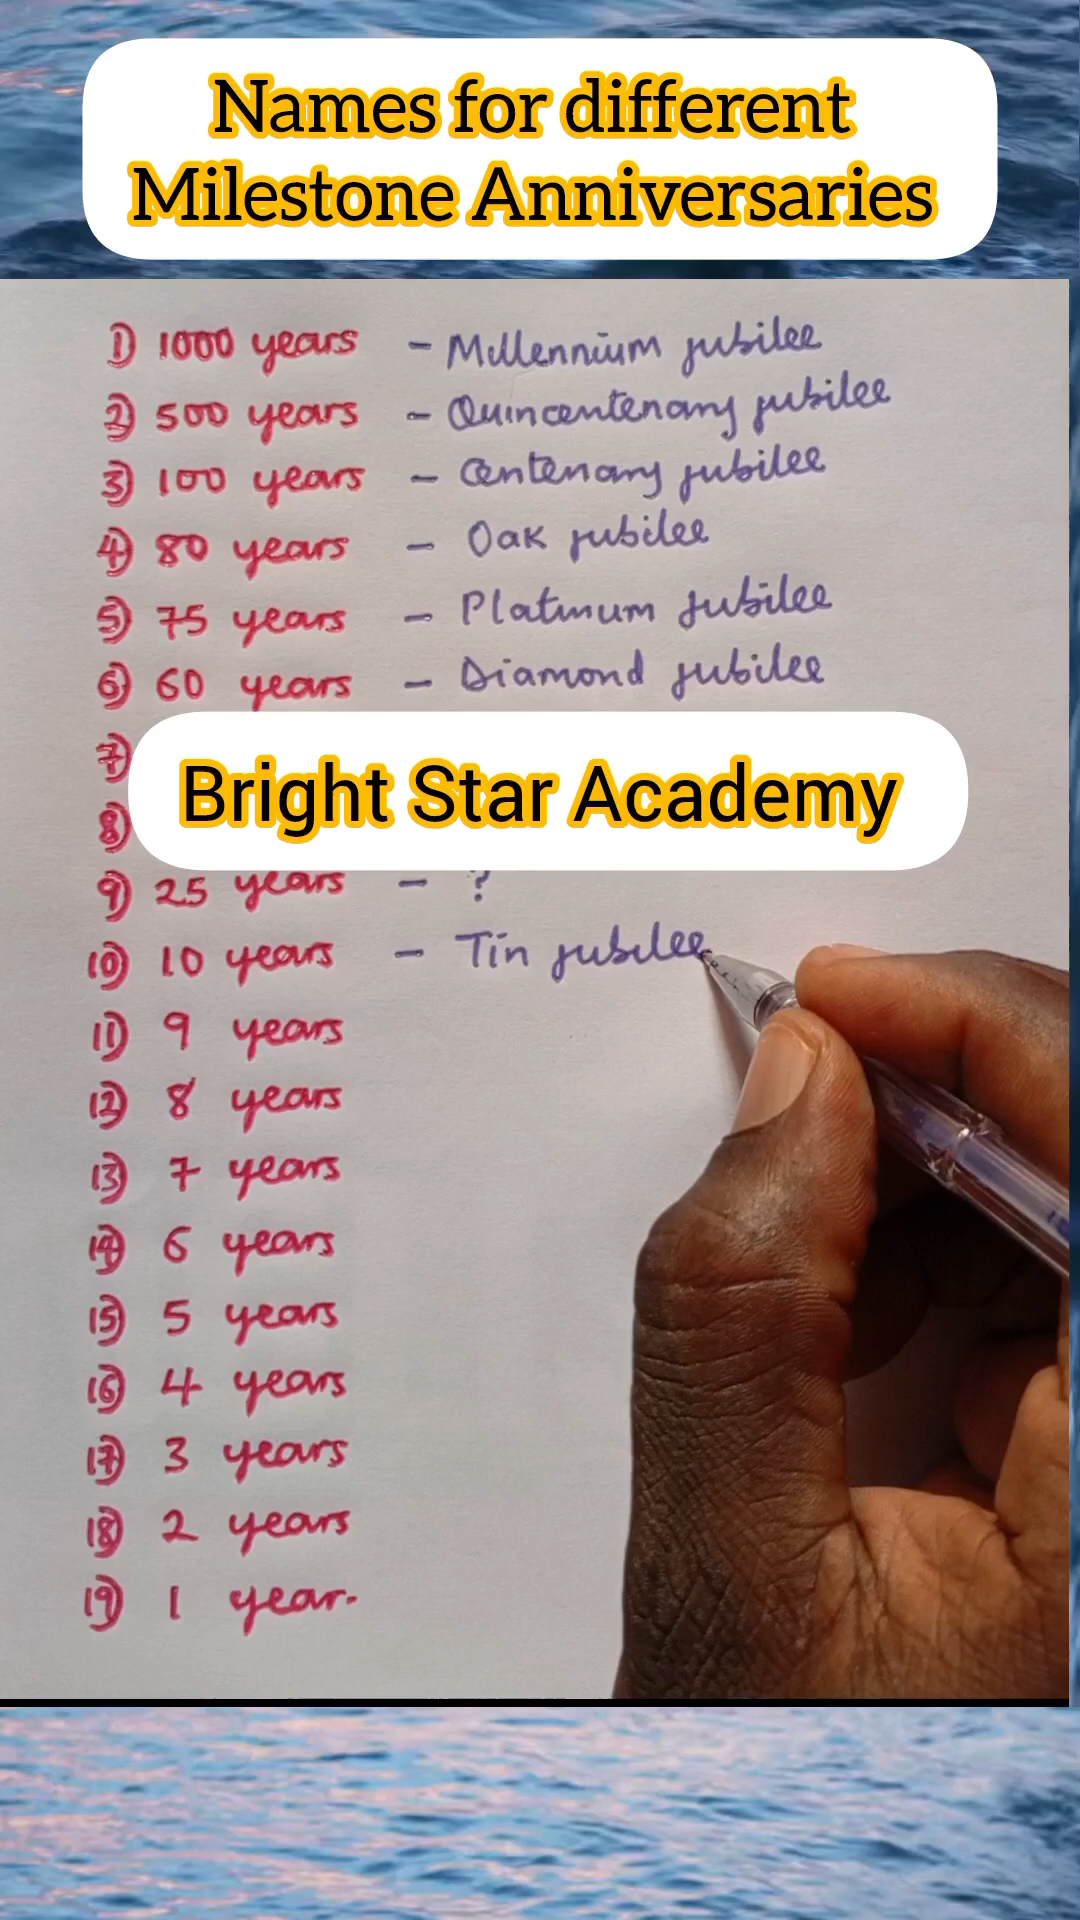 Names for different
Milestone Anniversaries
1) 1000 years - Millennium jubilee
2) 500 years - Quincentenary jubilee
3) 100 years - Centenary jubilee
4) 80 years - Oak jubilee
5) 75 years - Platinum jubilee
6) 60 years - Diamond jubilee
7)
Bright Star Academy
8)
9) 25 years - ?
10) 10 years - Tin jubilee
11) 9 years
12) 8 years
13) 7 years
14) 6 years
15) 5 years
16) 4 years
17) 3 years
18) 2 years
19) 1 year.